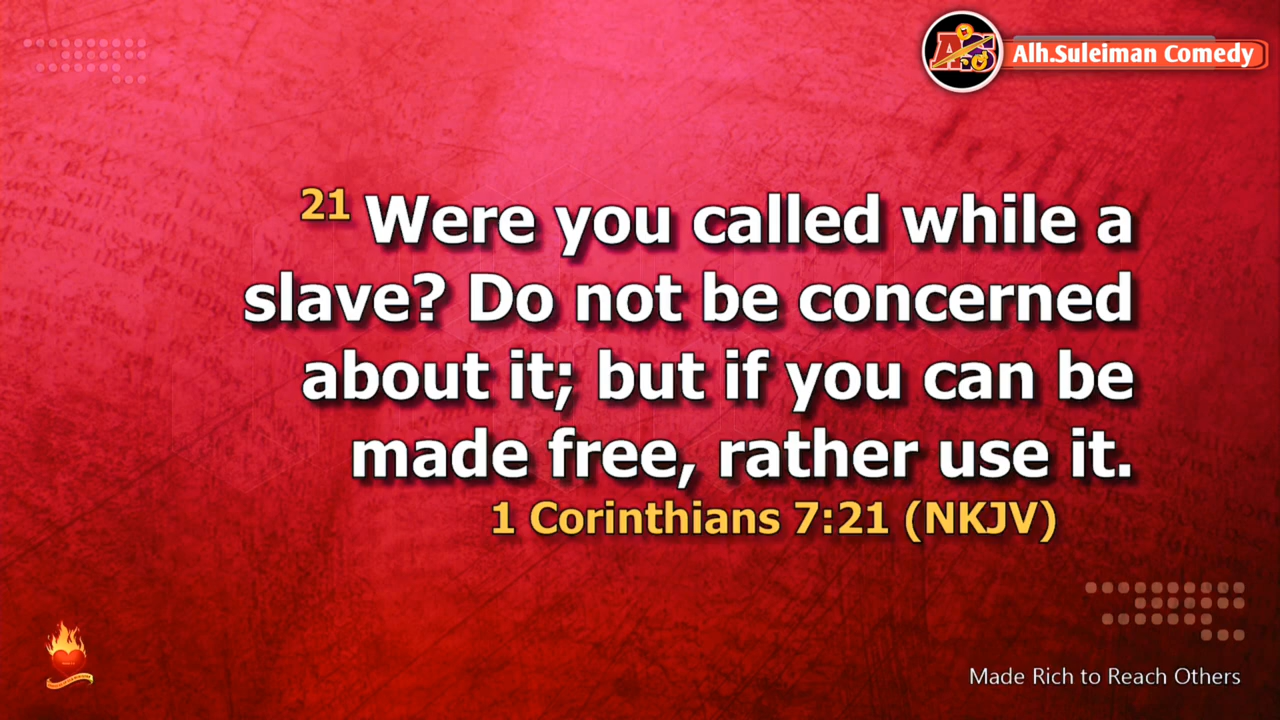 Alh.Suleiman Comedy
21 Were you called while a
slave? Do not be concerned
about it; but if you can be
made free, rather use it.
1 Corinthians 7:21 (NKJV)
Made Rich to Reach Others